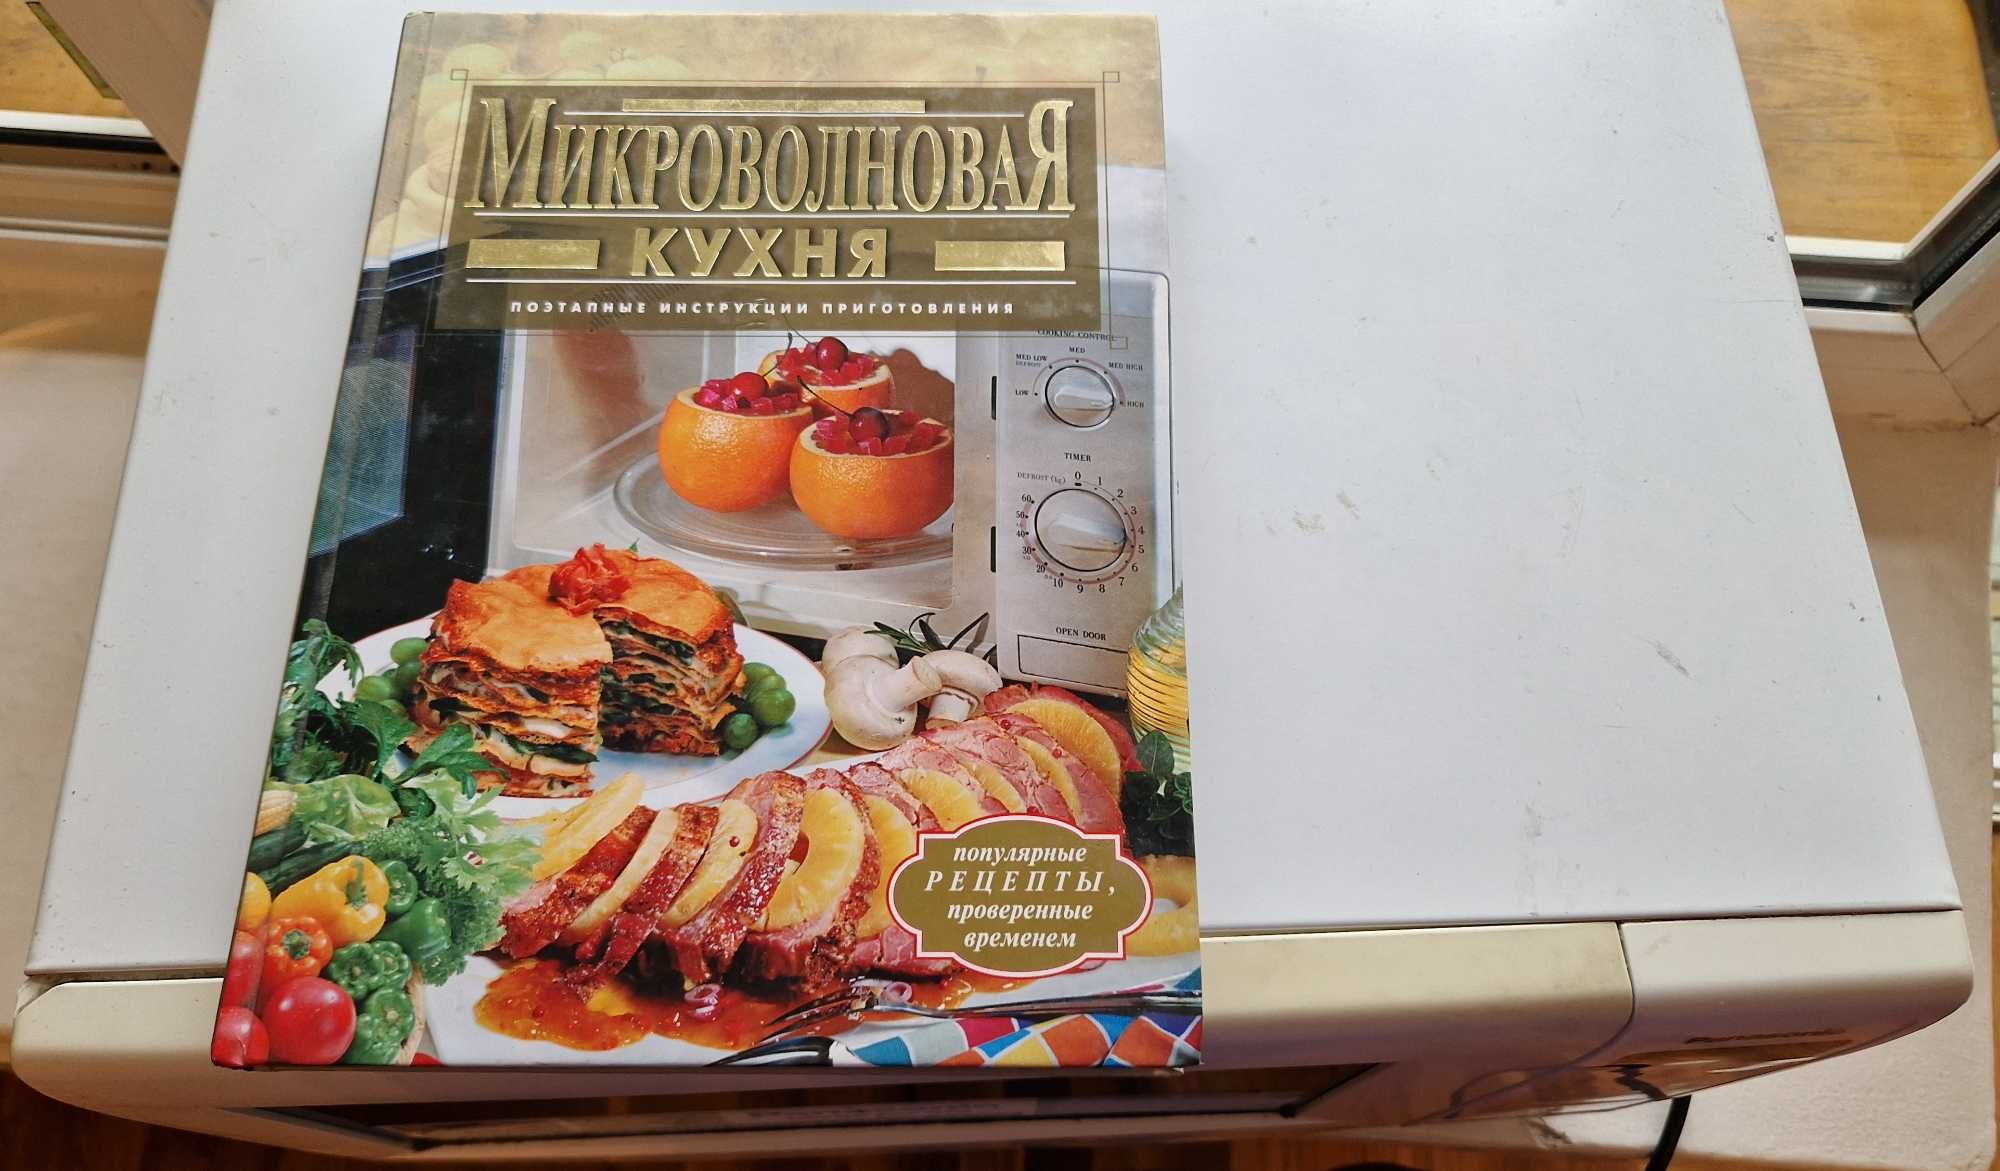 МИКРОВОЛНОВАЯ
КУХНЯ
ПОЭТАПНЫЕ ИНСТРУКЦИИ ПРИГОТОВЛЕНИЯ
COOKING CONTROL
MED
MED LOW
DEFROST
MED HIGH
LOW
HIGH
TIMER
DEFROST (kg)
0
1
2
3
4
5
6
7
8
9
10
20
30
40
50
60
OPEN DOOR
популярные
РЕЦЕПТЫ,
проверенные
временем
Panasonic